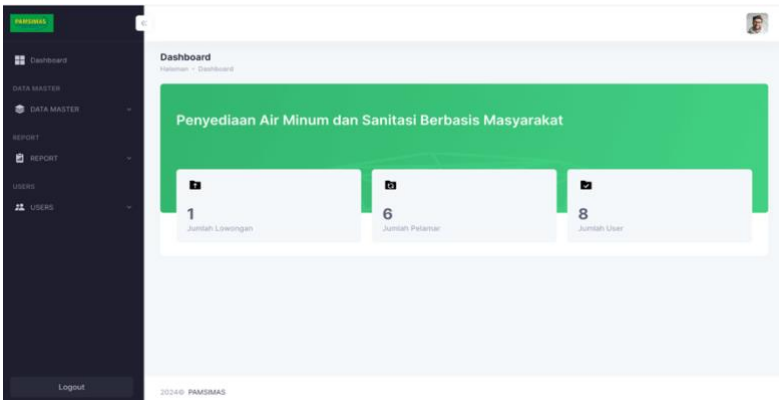 PAMSIMAS
Dashboard
DATA MASTER
DATA MASTER
REPORT
REPORT
USERS
USERS
Logout
Dashboard
Halaman - Dashboard
Penyediaan Air Minum dan Sanitasi Berbasis Masyarakat
1
Jumlah Lowongan
6
Jumlah Pelamar
8
Jumlah User
2024© PAMSIMAS